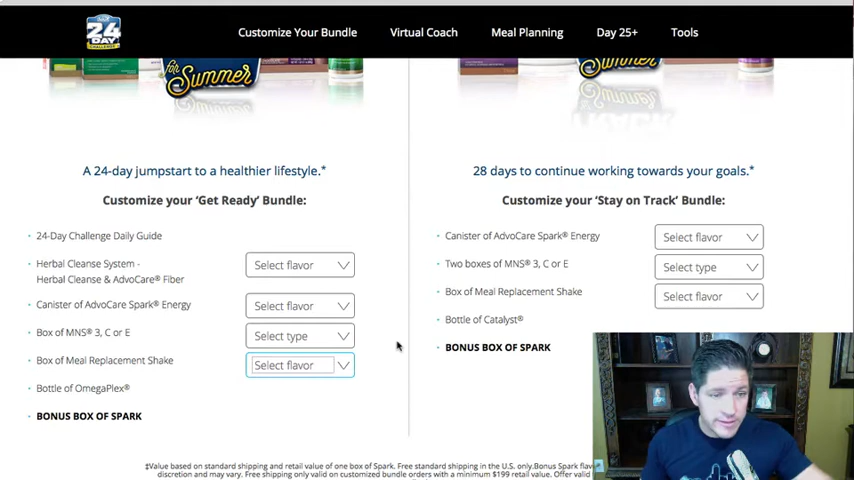 24
DAY
CHALLENGE
Customize Your Bundle
Virtual Coach
Meal Planning
Day 25+
Tools
for Summer
for Summer
A 24-day jumpstart to a healthier lifestyle.*
Customize your ‘Get Ready’ Bundle:
24-Day Challenge Daily Guide
Herbal Cleanse System -
Herbal Cleanse & AdvoCare® Fiber
Select flavor
Canister of AdvoCare Spark® Energy
Select flavor
Box of MNS® 3, C or E
Select type
Box of Meal Replacement Shake
Select flavor
Bottle of OmegaPlex®
BONUS BOX OF SPARK
28 days to continue working towards your goals.*
Customize your ‘Stay on Track’ Bundle:
Canister of AdvoCare Spark® Energy
Select flavor
Two boxes of MNS® 3, C or E
Select type
Box of Meal Replacement Shake
Select flavor
Bottle of Catalyst®
BONUS BOX OF SPARK
‡Value based on standard shipping and retail value of one box of Spark. Free standard shipping in the U.S. only.Bonus Spark flav
discretion and may vary. Free shipping only valid on customized bundle orders with a minimum $199 retail value. Offer valid